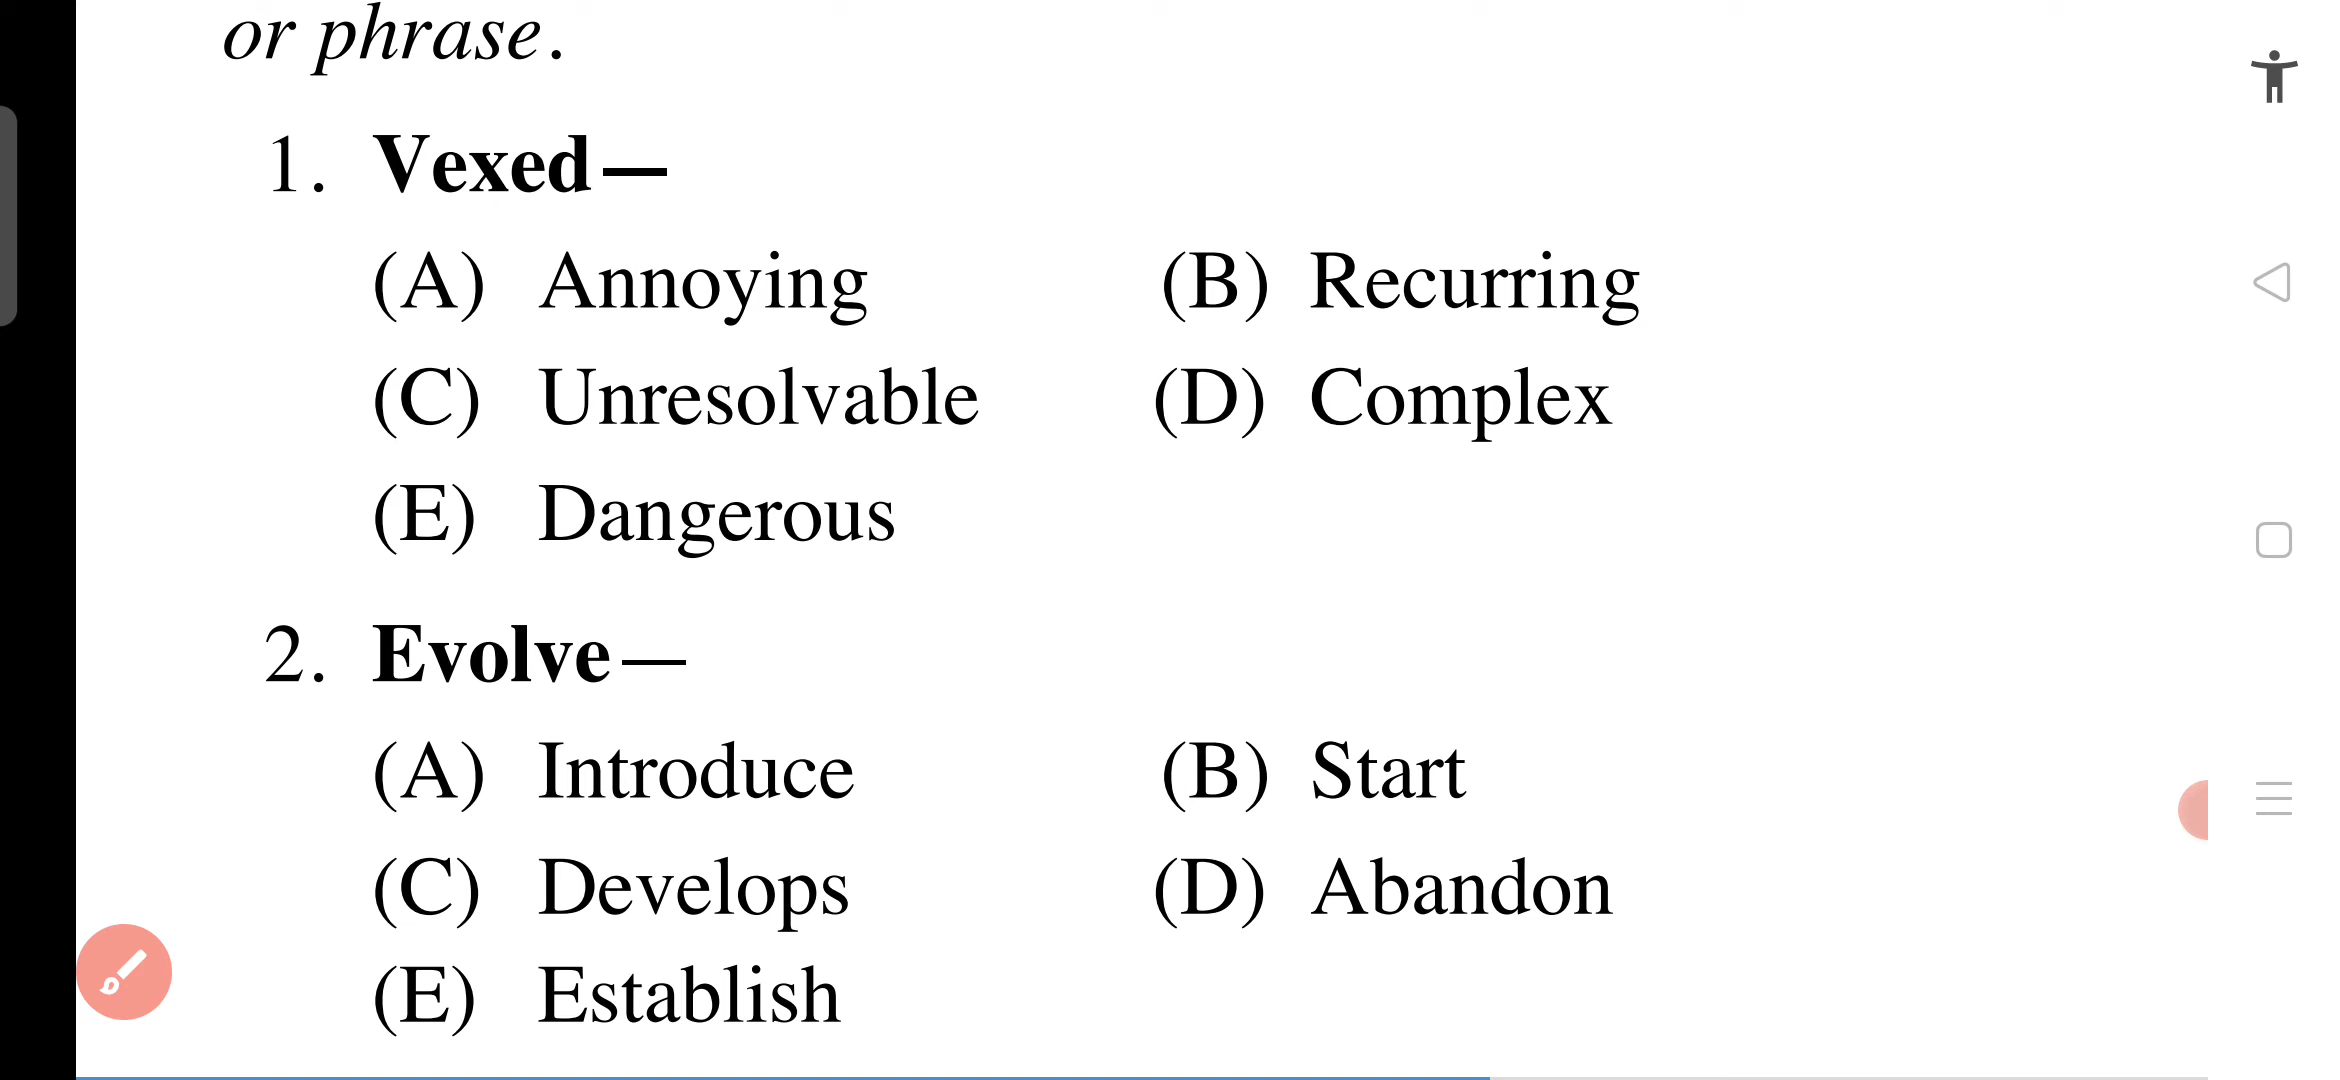 or phrase.
1. Vexed—
(A) Annoying (B) Recurring
(C) Unresolvable (D) Complex
(E) Dangerous
2. Evolve—
(A) Introduce (B) Start
(C) Develops (D) Abandon
(E) Establish